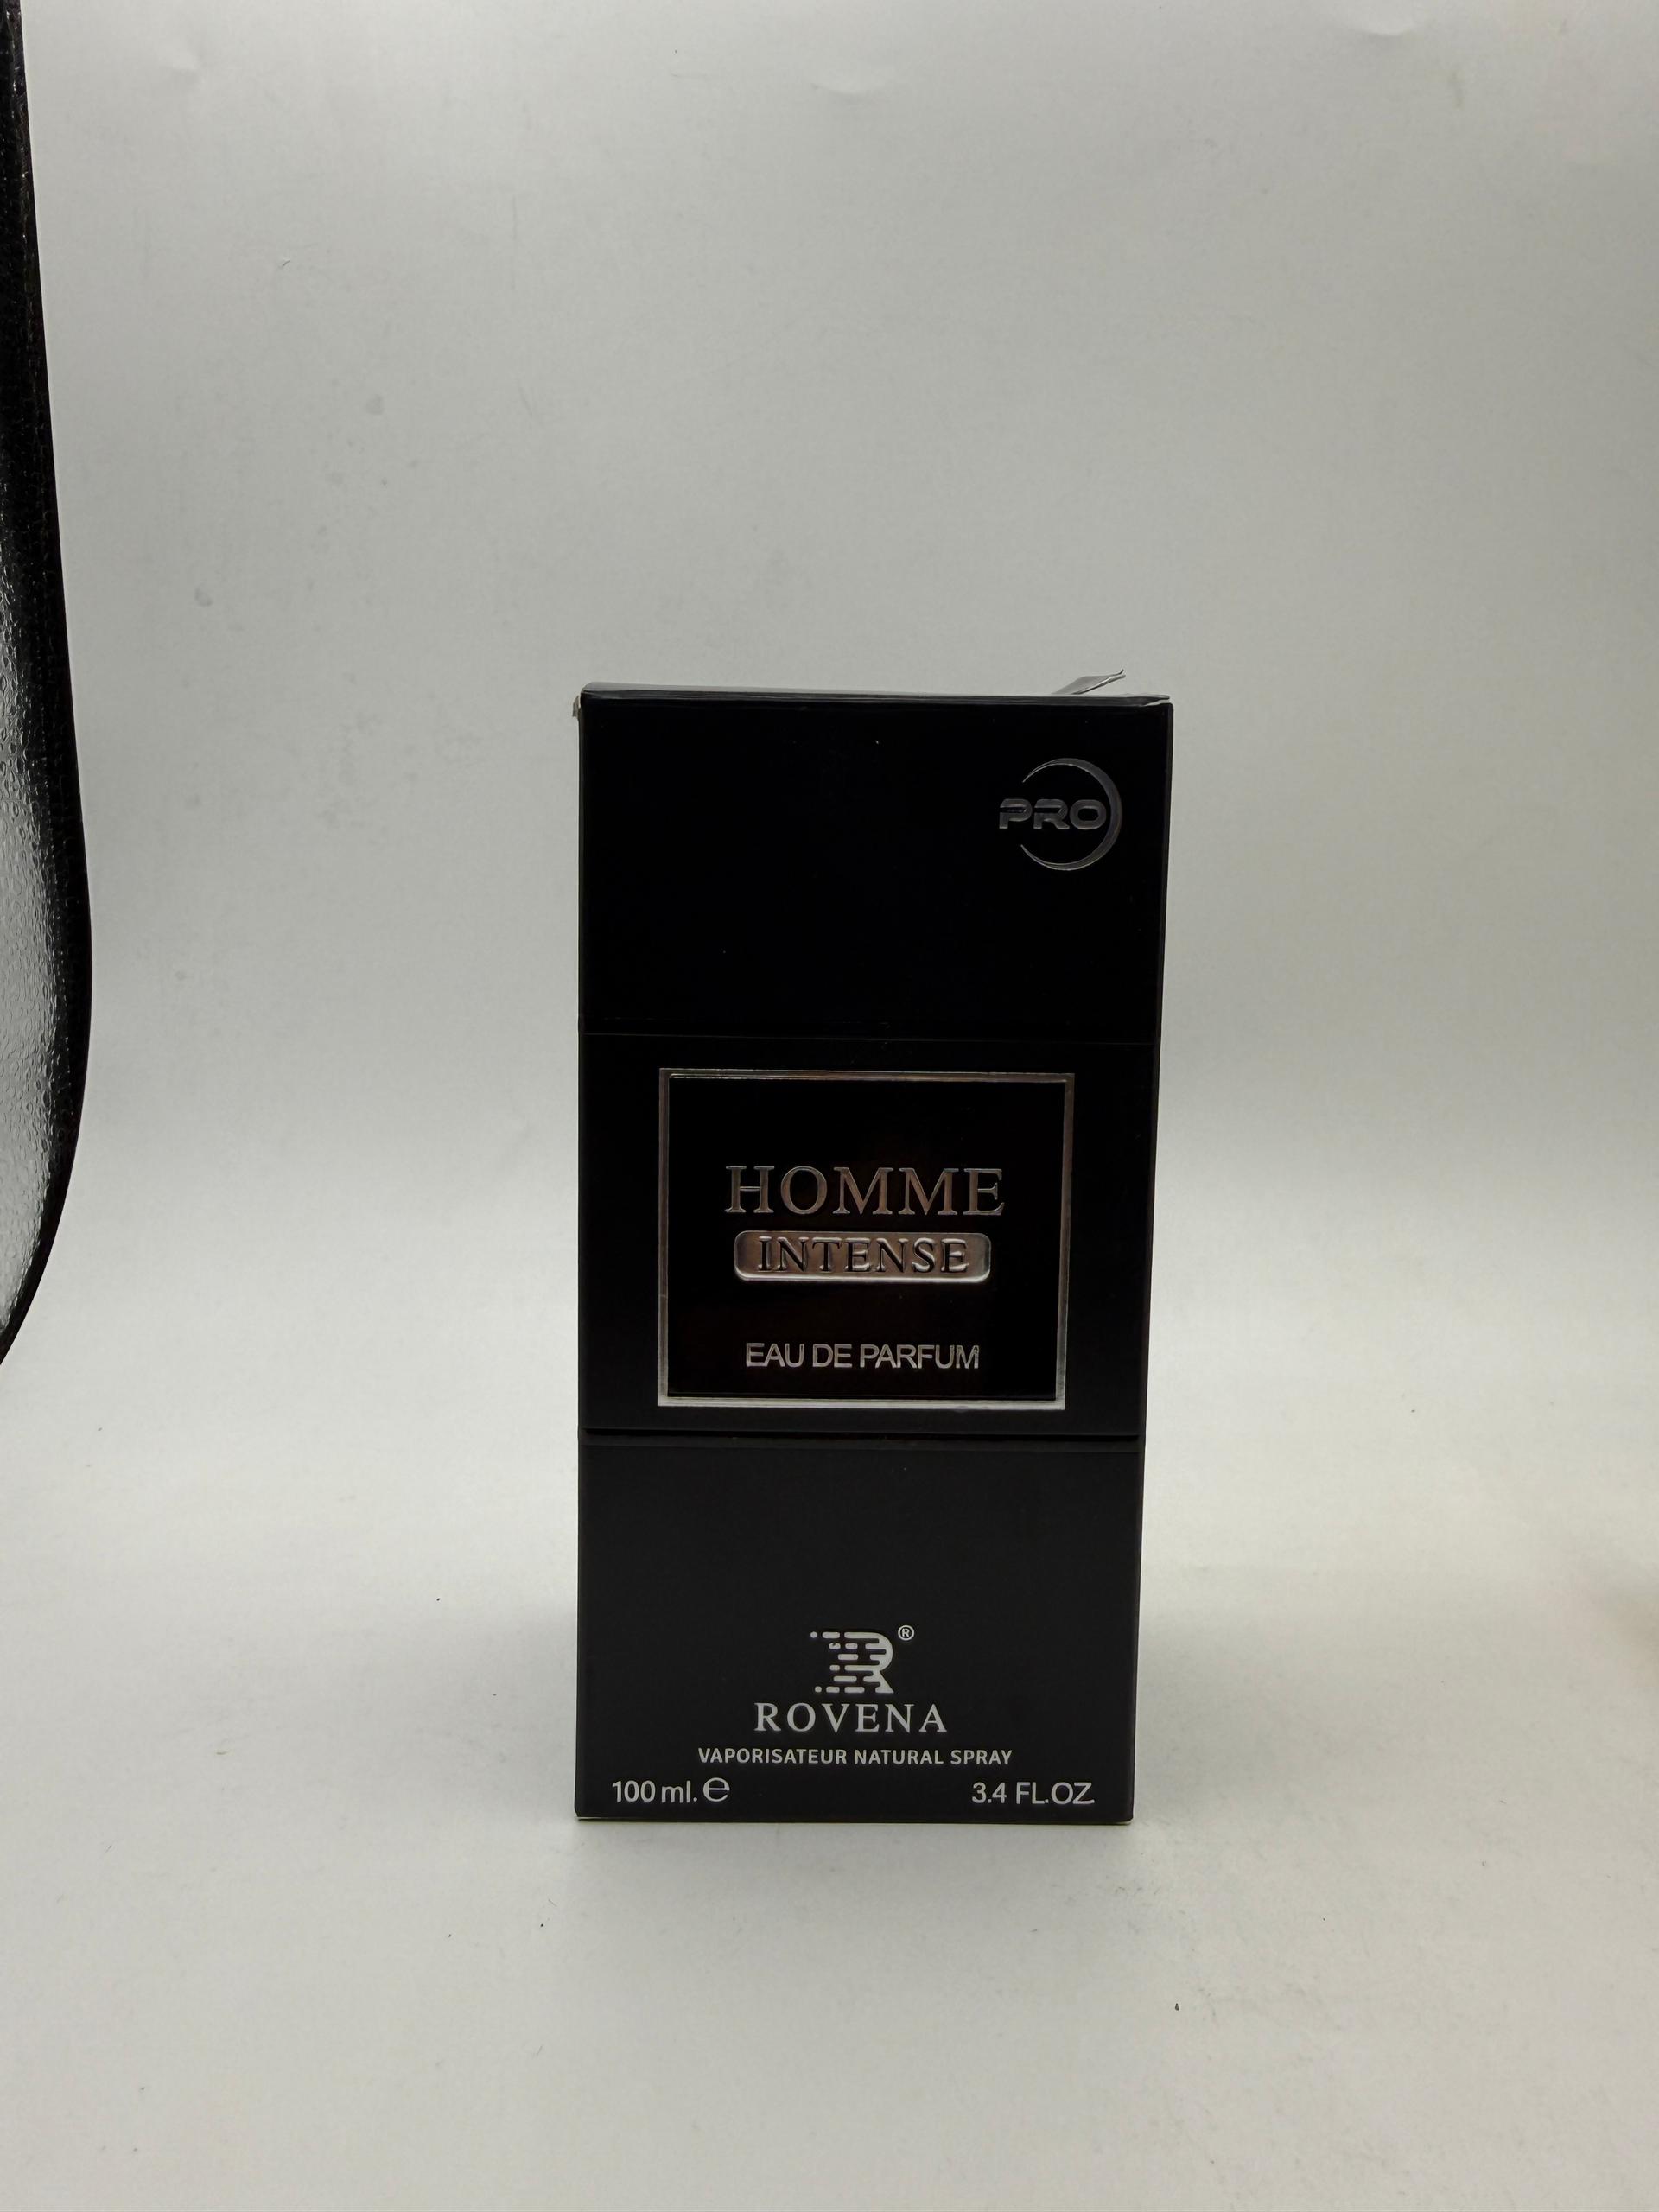 PRO
HOMME
INTENSE
EAU DE PARFUM
R®
ROVENA
VAPORISATEUR NATURAL SPRAY
100 ml. ℮ 3.4 FL.OZ